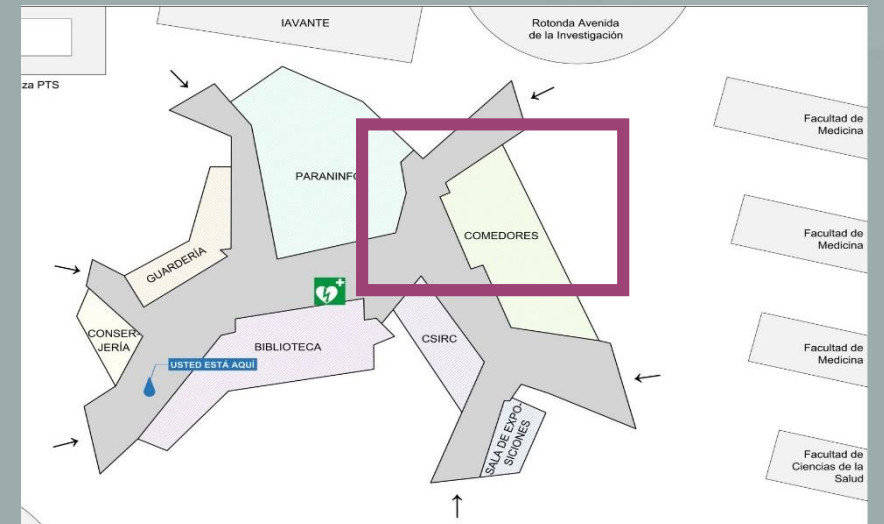 IAVANTE
Rotonda Avenida
de la Investigación
za PTS
Facultad de
Medicina
PARANINFO
COMEDORES
Facultad de
Medicina
GUARDERÍA
CONSER-
JERÍA
USTED ESTÁ AQUÍ
BIBLIOTECA
CSIRC
Facultad de
Medicina
SALA DE EXPO-
SICIONES
Facultad de
Ciencias de la
Salud